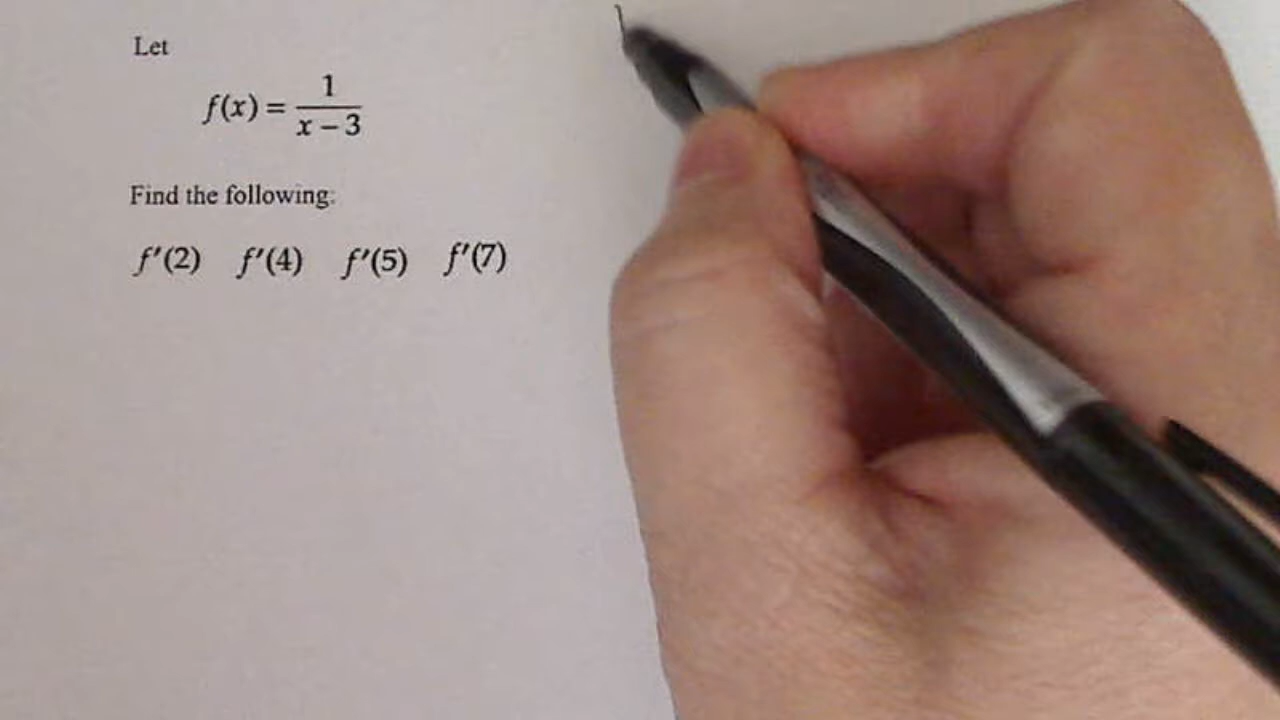 Let
f(x) = 1 / (x − 3)
Find the following:
f′(2) f′(4) f′(5) f′(7)